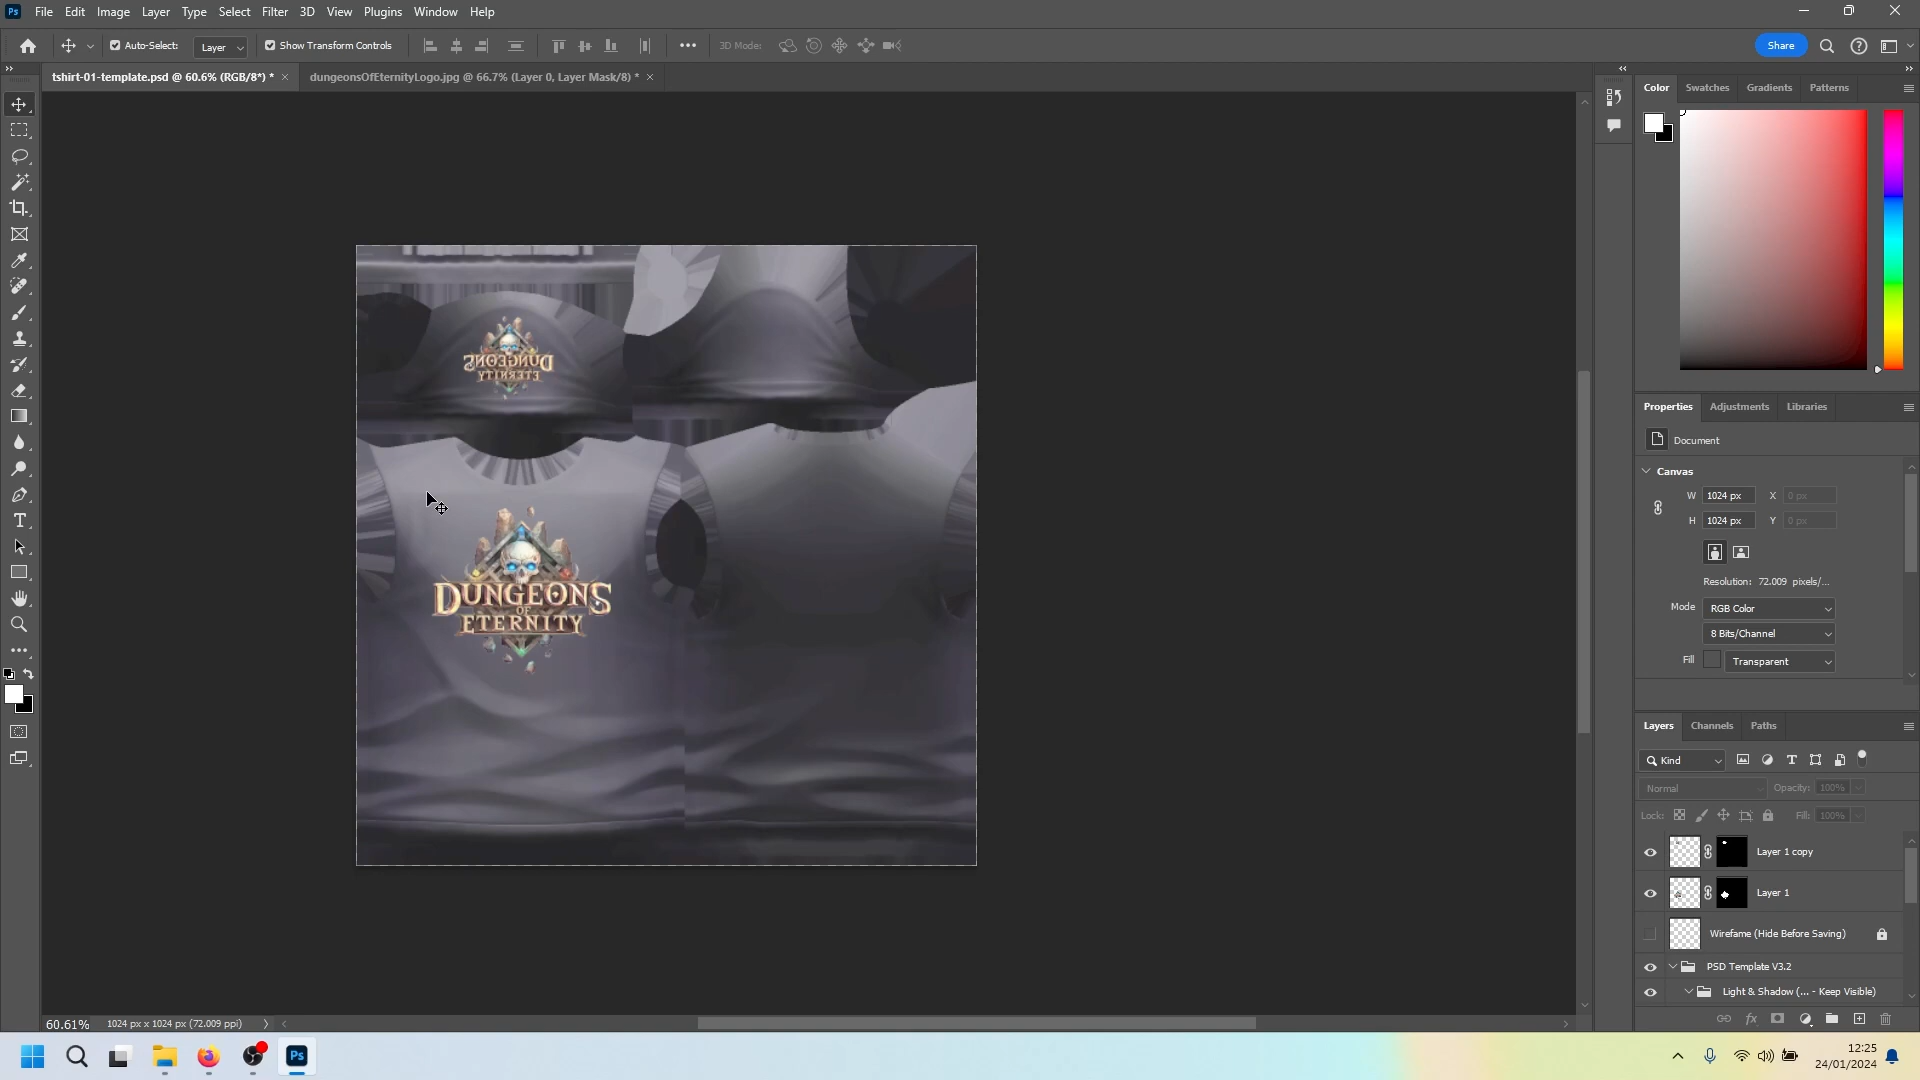 Ps File Edit Image Layer Type Select Filter 3D View Plugins Window Help
Auto-Select: Layer Show Transform Controls 3D Mode: Share
tshirt-01-template.psd @ 60.6% (RGB/8*) * dungeonsOfEternityLogo.jpg @ 66.7% (Layer 0, Layer Mask/8) *
Color Swatches Gradients Patterns
DUNGEONS
ETERNITY
DUNGEONS
OF
ETERNITY
Properties Adjustments Libraries
Document
Canvas
W 1024 px X 0 px
H 1024 px Y 0 px
Resolution: 72.009 pixels/...
Mode RGB Color
8 Bits/Channel
Fill Transparent
Layers Channels Paths
Kind
Normal Opacity: 100%
Lock: Fill: 100%
Layer 1 copy
Layer 1
Wirefame (Hide Before Saving)
PSD Template V3.2
Light & Shadow (... - Keep Visible)
60.61% 1024 px x 1024 px (72.009 ppi)
Ps
12:25
24/01/2024